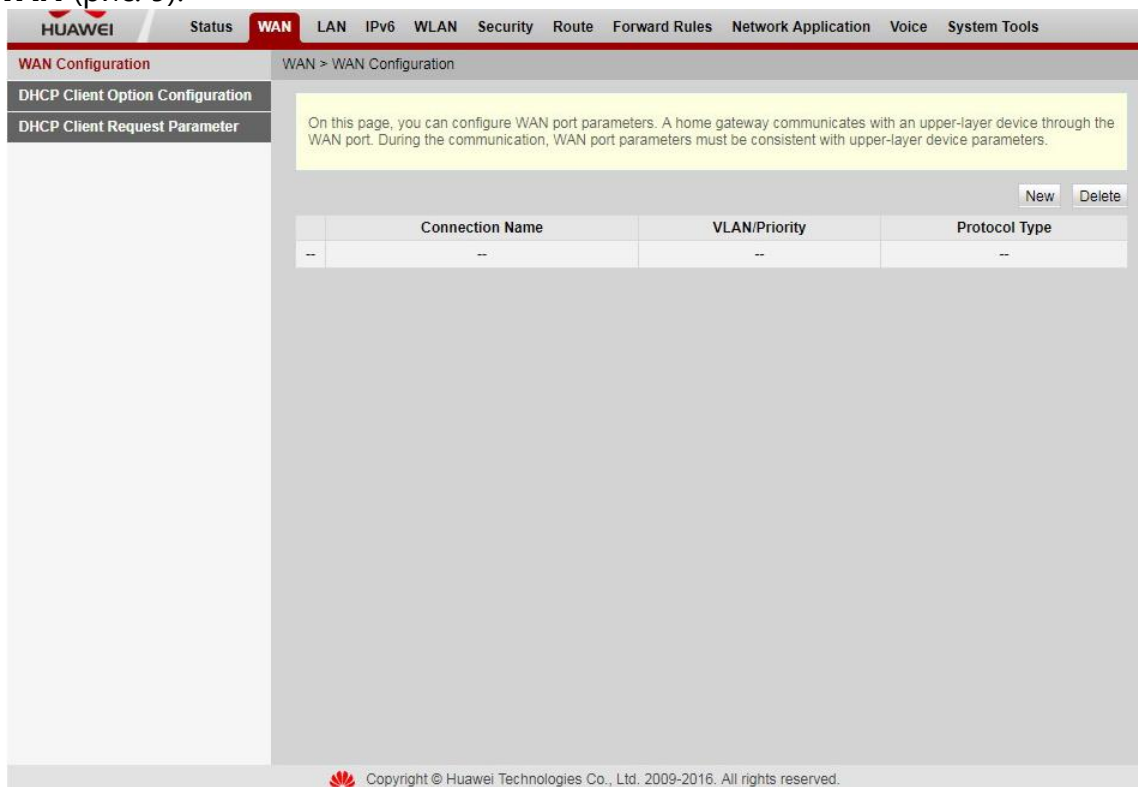 WAN (рис. 3).
HUAWEI Status WAN LAN IPv6 WLAN Security Route Forward Rules Network Application Voice System Tools
WAN Configuration
WAN > WAN Configuration
DHCP Client Option Configuration
DHCP Client Request Parameter
On this page, you can configure WAN port parameters. A home gateway communicates with an upper-layer device through the
WAN port. During the communication, WAN port parameters must be consistent with upper-layer device parameters.
New Delete
Connection Name VLAN/Priority Protocol Type
-- -- -- --
Copyright © Huawei Technologies Co., Ltd. 2009-2016. All rights reserved.